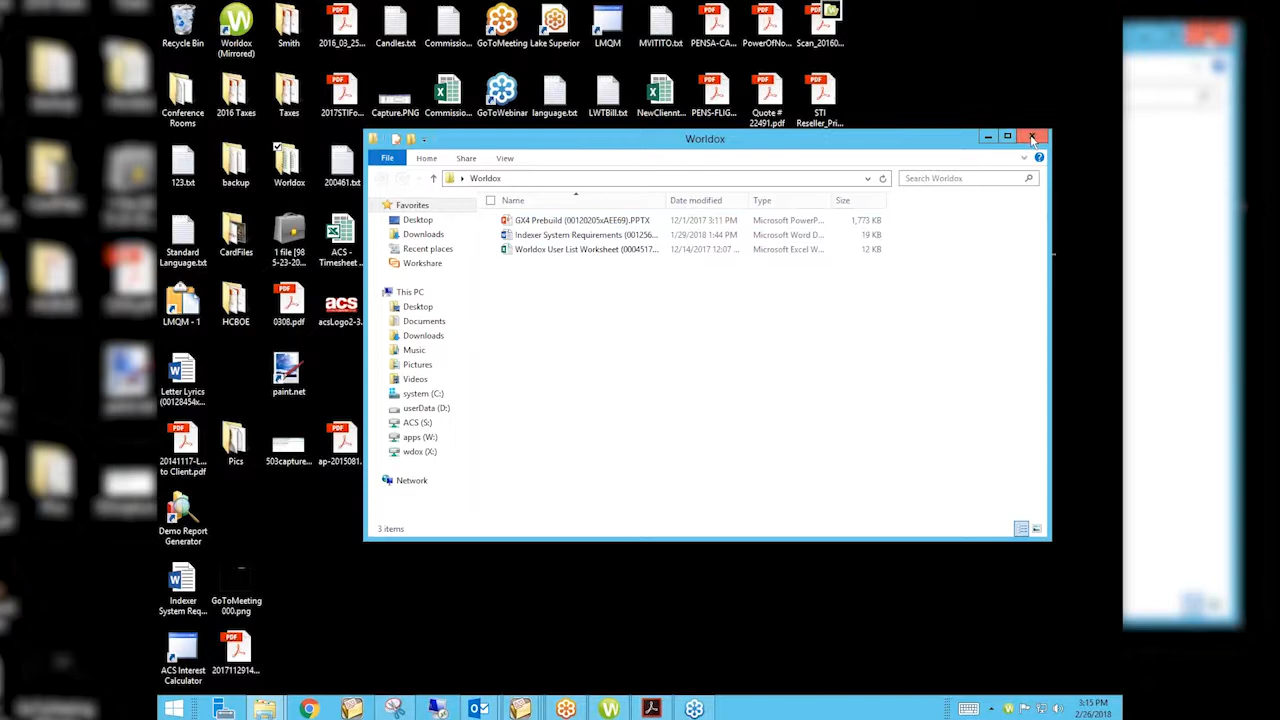 Recycle Bin
Worldox (Mirrored)
Smith
2016_03_25...
Candles.txt
Commissio...
GoToMeeting
Lake Superior
LMQM
MVITITO.txt
PENSA-CA...
PowerOfNo...
Scan_20160...
Conference Rooms
2016 Taxes
Taxes
2017STIFo...
Capture.PNG
Commissio...
GoToWebinar
language.txt
LWTBill.txt
NewClinnt...
PENS-FLIG...
Quote # 22491.pdf
STI Reseller_Pri...
123.txt
backup
Worldox
200461.txt
Standard Language.txt
CardFiles
1 file [98 5-23-20...
ACS - Timesheet ...
LMQM - 1
HCBOE
0308.pdf
acs
acsLogo2-3...
Letter Lyrics (00128454x...
paint.net
20141117-L... to Client.pdf
Pics
503capture...
ap-2015081...
Demo Report Generator
Indexer System Req...
GoToMeeting 000.png
ACS Interest Calculator
2017112914...
Worldox
File Home Share View
Worldox
Search Worldox
Name Date modified Type Size
GX4 Prebuild (00120205xAEE69).PPTX 12/1/2017 3:11 PM Microsoft PowerP... 1,773 KB
Indexer System Requirements (001256... 1/29/2018 1:44 PM Microsoft Word D... 19 KB
Worldox User List Worksheet (0004517... 12/14/2017 12:07 ... Microsoft Excel W... 12 KB
Favorites
Desktop
Downloads
Recent places
Workshare
This PC
Desktop
Documents
Downloads
Music
Pictures
Videos
system (C:)
userData (D:)
ACS (S:)
apps (W:)
wdox (X:)
Network
3 items
3:15 PM
2/26/2018